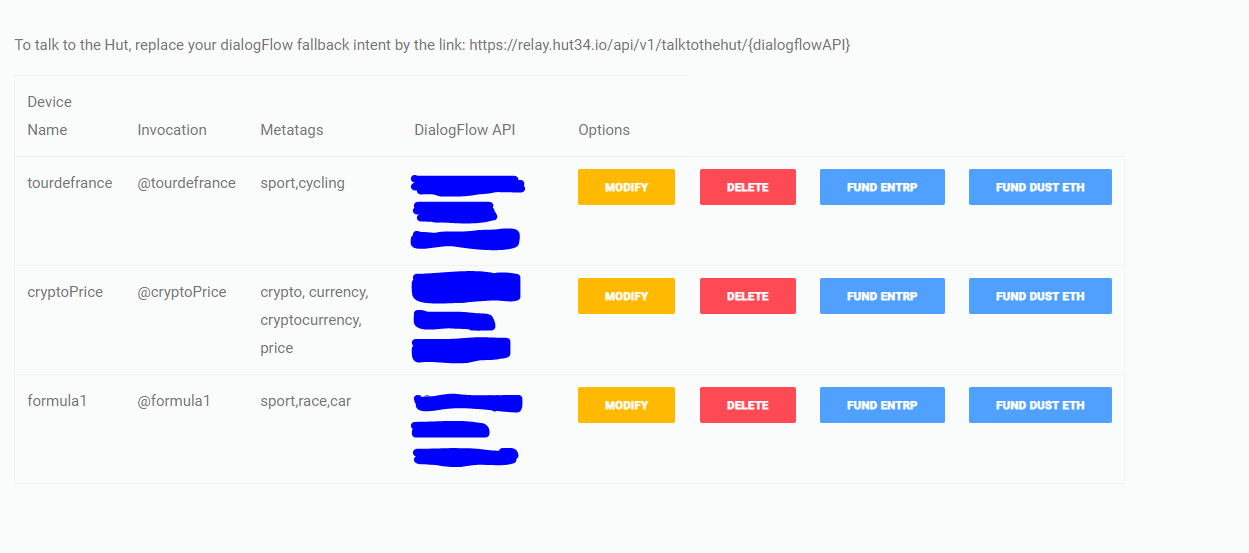 To talk to the Hut, replace your dialogFlow fallback intent by the link: https://relay.hut34.io/api/v1/talktothehut/{dialogflowAPI}
Device
Name Invocation Metatags DialogFlow API Options
tourdefrance @tourdefrance sport,cycling MODIFY DELETE FUND ENTRP FUND DUST ETH
cryptoPrice @cryptoPrice crypto, currency, MODIFY DELETE FUND ENTRP FUND DUST ETH
cryptocurrency,
price
formula1 @formula1 sport,race,car MODIFY DELETE FUND ENTRP FUND DUST ETH